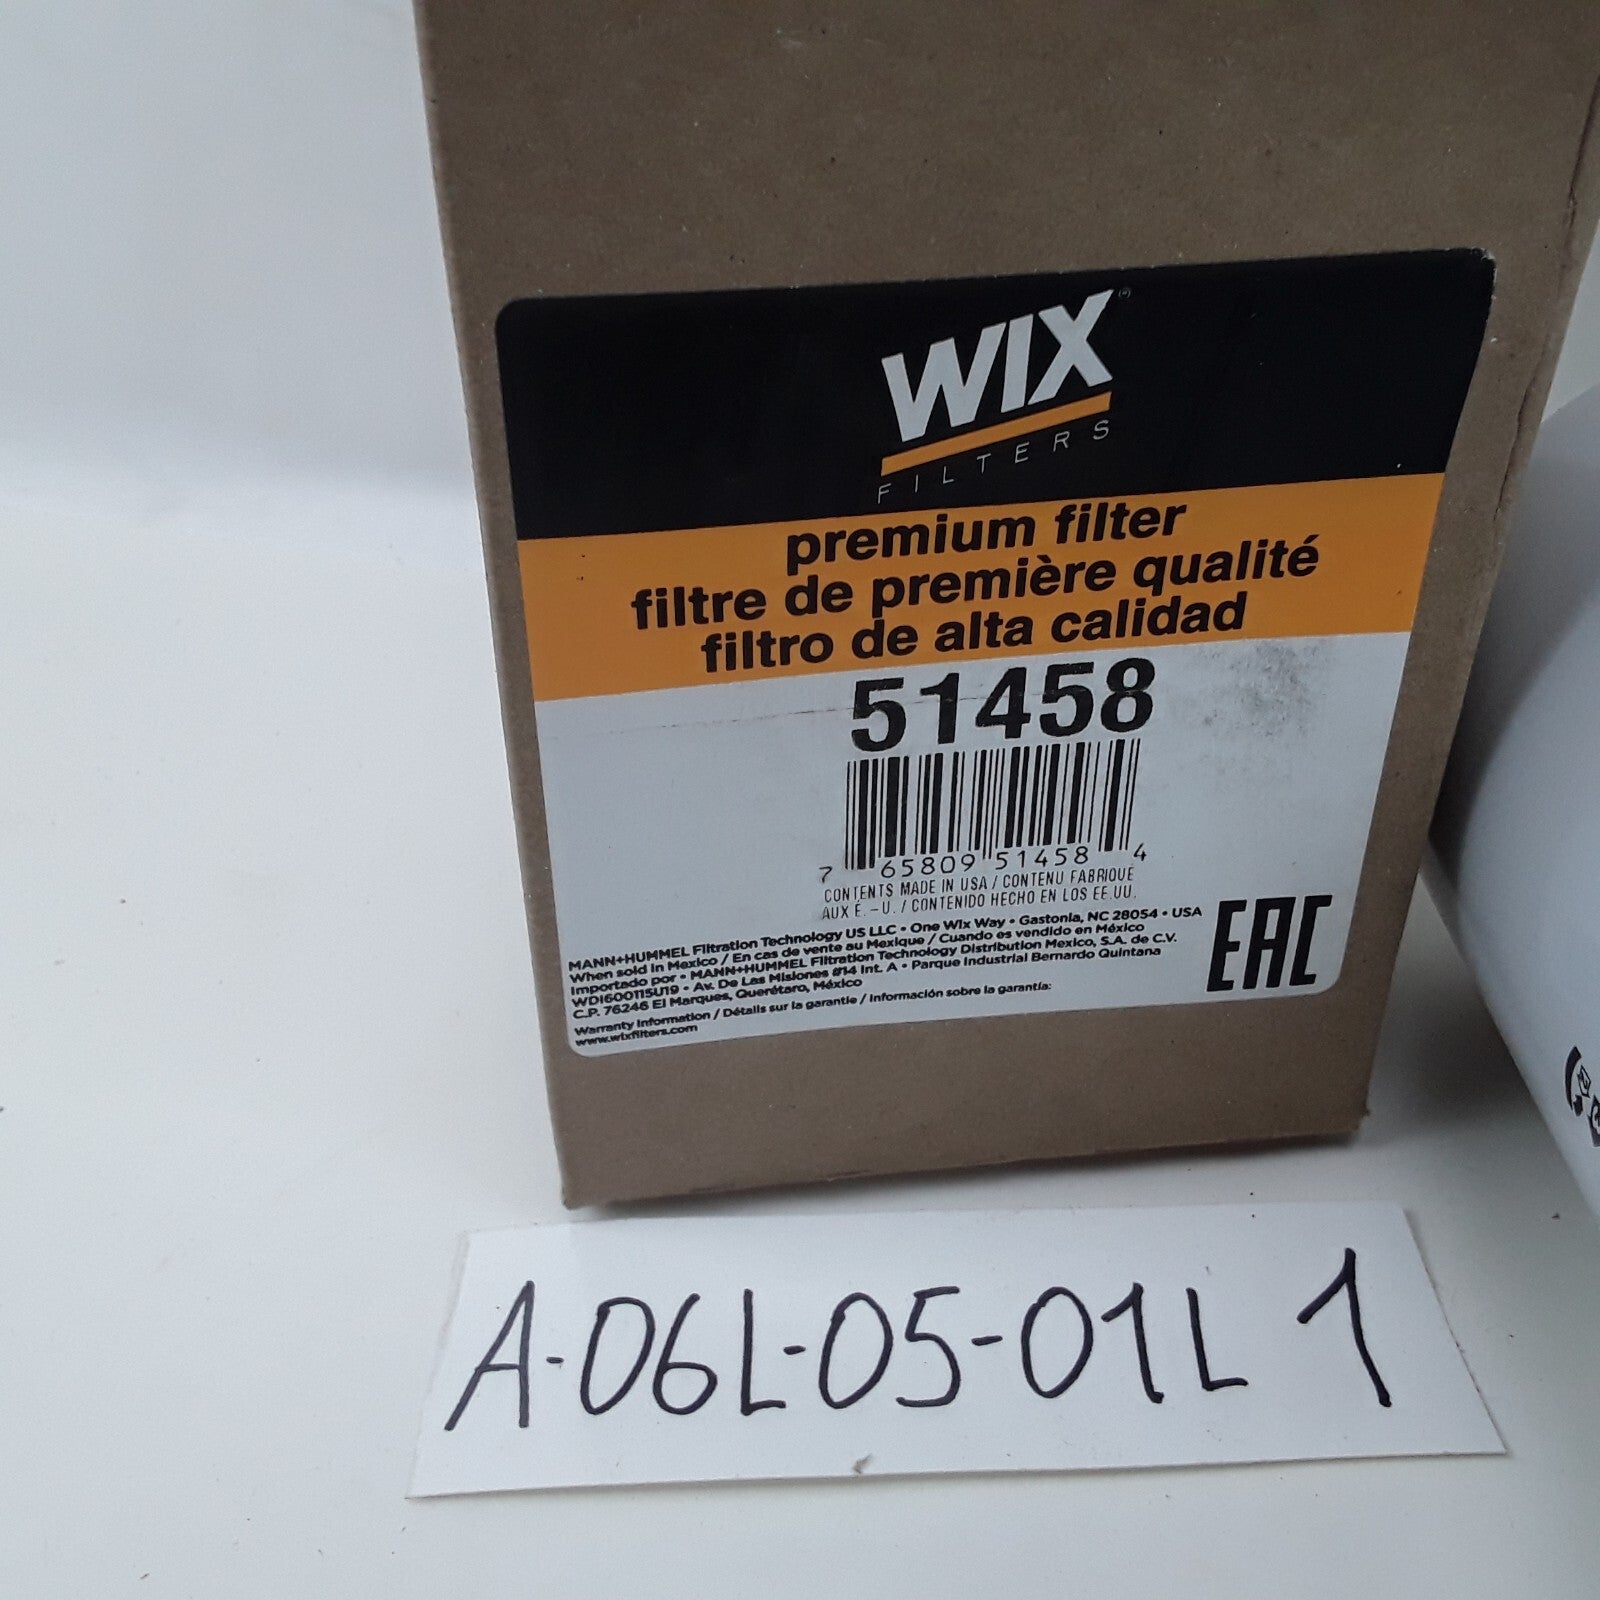 WIX®
FILTERS
premium filter
filtre de première qualité
filtro de alta calidad
51458
7 65809 51458 4
CONTENTS MADE IN USA / CONTENU FABRIQUÉ
AUX É.-U. / CONTENIDO HECHO EN LOS EE.UU.
MANN+HUMMEL Filtration Technology US LLC • One Wix Way • Gastonia, NC 28054 • USA
When sold in Mexico / En cas de vente au Mexique / Cuando es vendido en México
Importado por • MANN+HUMMEL Filtration Technology Distribution Mexico, S.A. de C.V.
WDI600115U19 • Av. De Las Misiones #14 Int. A • Parque Industrial Bernardo Quintana
C.P. 76246 El Marques, Querétaro, México
Warranty Information / Détails sur la garantie / Información sobre la garantía:
www.wixfilters.com
EAC
A-06L-05-01L 1